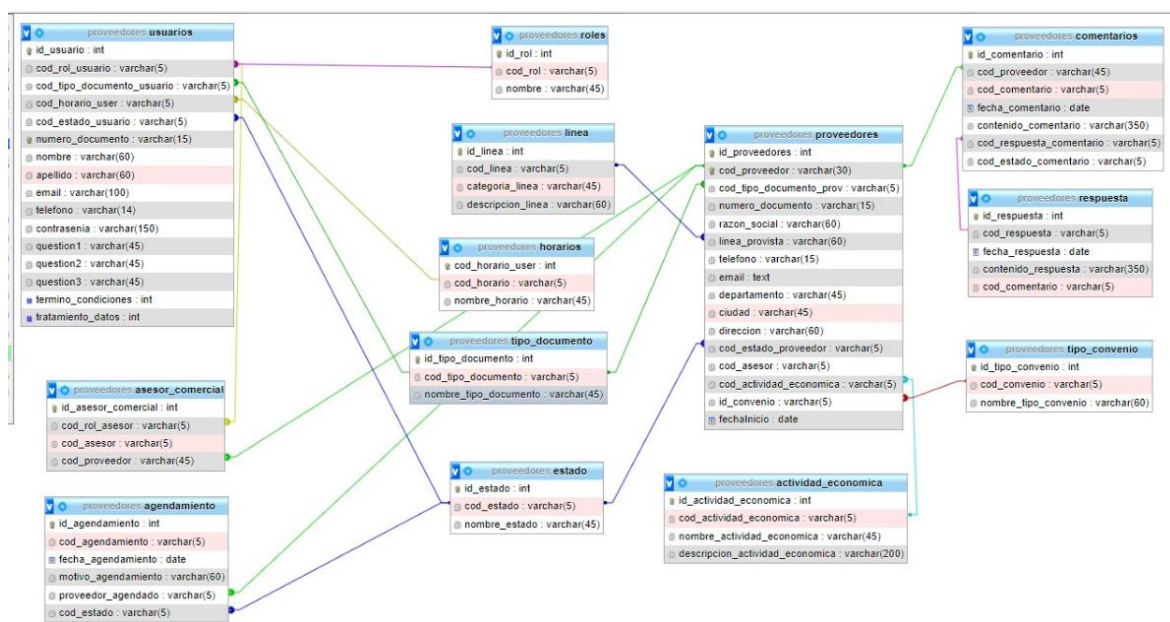 proveedores usuarios
id_usuario : int
cod_rol_usuario : varchar(5)
cod_tipo_documento_usuario : varchar(5)
cod_horario_user : varchar(5)
cod_estado_usuario : varchar(5)
numero_documento : varchar(15)
nombre : varchar(60)
apellido : varchar(60)
email : varchar(100)
telefono : varchar(14)
contrasenia : varchar(150)
question1 : varchar(45)
question2 : varchar(45)
question3 : varchar(45)
termino_condiciones : int
tratamiento_datos : int
proveedores roles
id_rol : int
cod_rol : varchar(5)
nombre : varchar(45)
proveedores comentarios
id_comentario : int
cod_proveedor : varchar(45)
cod_comentario : varchar(5)
fecha_comentario : date
contenido_comentario : varchar(350)
cod_respuesta_comentario : varchar(5)
cod_estado_comentario : varchar(5)
proveedores linea
id_linea : int
cod_linea : varchar(5)
categoria_linea : varchar(45)
descripcion_linea : varchar(60)
proveedores proveedores
id_proveedores : int
cod_proveedor : varchar(30)
cod_tipo_documento_prov : varchar(5)
numero_documento : varchar(15)
razon_social : varchar(60)
linea_provista : varchar(60)
telefono : varchar(15)
email : text
departamento : varchar(45)
ciudad : varchar(45)
direccion : varchar(60)
cod_estado_proveedor : varchar(5)
cod_asesor : varchar(5)
cod_actividad_economica : varchar(5)
id_convenio : varchar(5)
fechaInicio : date
proveedores respuesta
id_respuesta : int
cod_respuesta : varchar(5)
fecha_respuesta : date
contenido_respuesta : varchar(350)
cod_comentario : varchar(5)
proveedores horarios
cod_horario_user : int
cod_horario : varchar(5)
nombre_horario : varchar(45)
proveedores tipo_documento
id_tipo_documento : int
cod_tipo_documento : varchar(5)
nombre_tipo_documento : varchar(45)
proveedores tipo_convenio
id_tipo_convenio : int
cod_convenio : varchar(5)
nombre_tipo_convenio : varchar(60)
proveedores asesor_comercial
id_asesor_comercial : int
cod_rol_asesor : varchar(5)
cod_asesor : varchar(5)
cod_proveedor : varchar(45)
proveedores estado
id_estado : int
cod_estado : varchar(5)
nombre_estado : varchar(45)
proveedores actividad_economica
id_actividad_economica : int
cod_actividad_economica : varchar(5)
nombre_actividad_economica : varchar(45)
descripcion_actividad_economica : varchar(200)
proveedores agendamiento
id_agendamiento : int
cod_agendamiento : varchar(5)
fecha_agendamiento : date
motivo_agendamiento : varchar(60)
proveedor_agendado : varchar(5)
cod_estado : varchar(5)